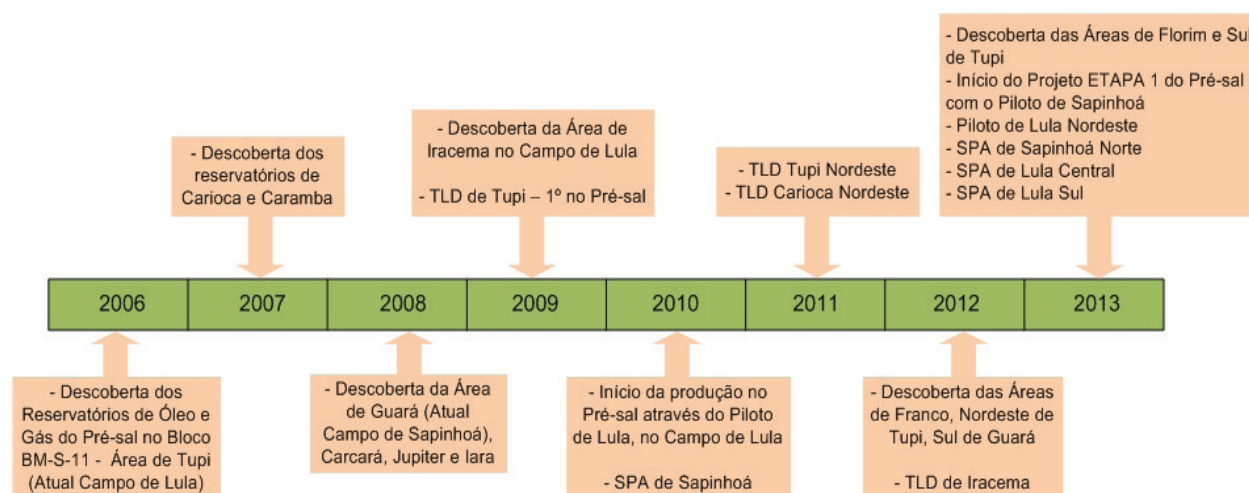 - Descoberta das Áreas de Florim e Sul
de Tupi
- Início do Projeto ETAPA 1 do Pré-sal
com o Piloto de Sapinhoá
- Piloto de Lula Nordeste
- SPA de Sapinhoá Norte
- SPA de Lula Central
- SPA de Lula Sul
- Descoberta da Área de
Iracema no Campo de Lula
- TLD de Tupi – 1º no Pré-sal
- Descoberta dos
reservatórios de
Carioca e Caramba
- TLD Tupi Nordeste
- TLD Carioca Nordeste
2006 2007 2008 2009 2010 2011 2012 2013
- Descoberta dos
Reservatórios de Óleo e
Gás do Pré-sal no Bloco
BM-S-11 - Área de Tupi
(Atual Campo de Lula)
- Descoberta da Área
de Guará (Atual
Campo de Sapinhoá),
Carcará, Jupiter e Iara
- Início da produção no
Pré-sal através do Piloto
de Lula, no Campo de Lula
- SPA de Sapinhoá
- Descoberta das Áreas
de Franco, Nordeste de
Tupi, Sul de Guará
- TLD de Iracema